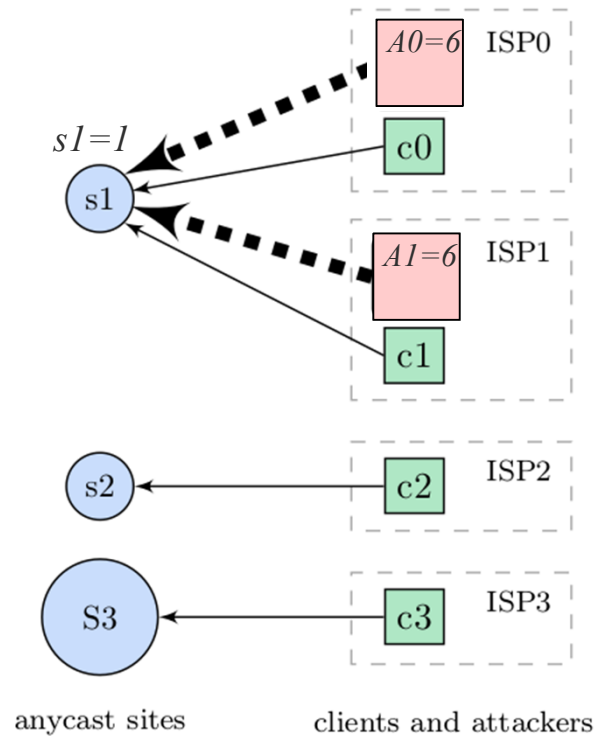 A0=6
ISP0
s1=1
c0
s1
A1=6
ISP1
c1
s2
c2
ISP2
S3
c3
ISP3
anycast sites
clients and attackers